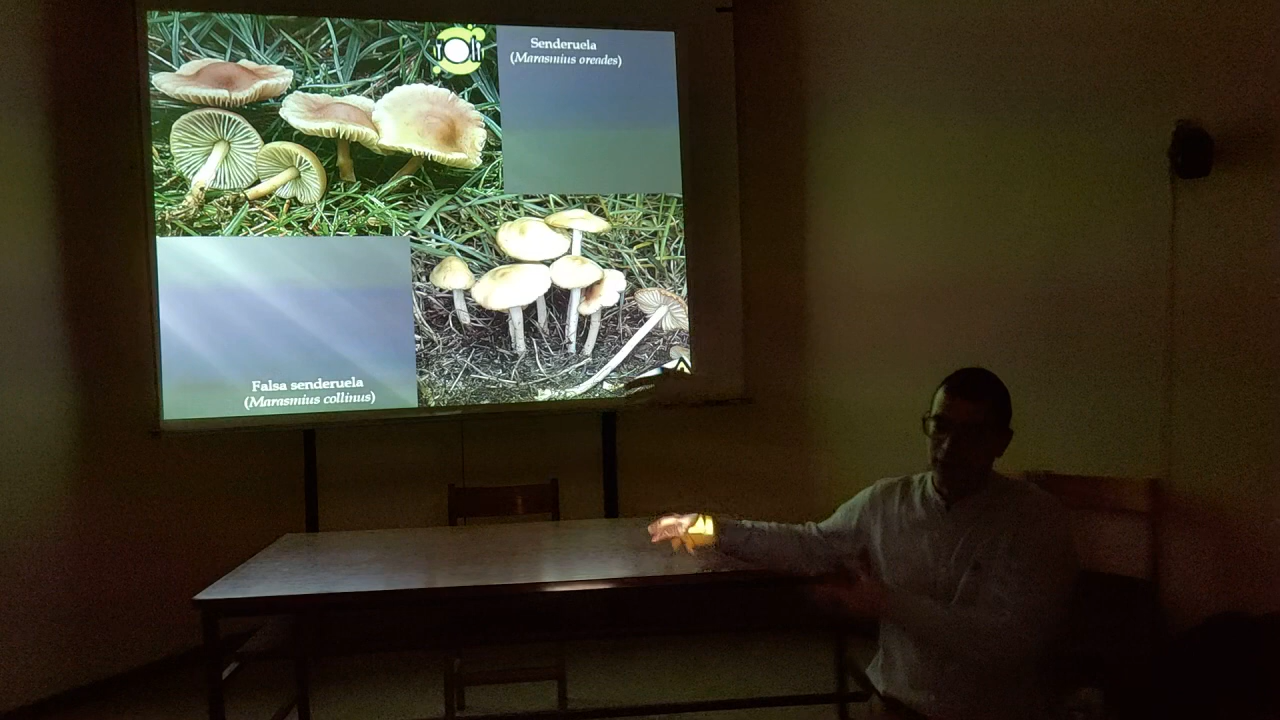 Senderuela
(Marasmius oreades)
Falsa senderuela
(Marasmius collinus)